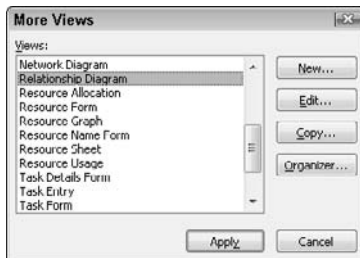 More Views
Views:
Network Diagram
Relationship Diagram
Resource Allocation
Resource Form
Resource Graph
Resource Name Form
Resource Sheet
Resource Usage
Task Details Form
Task Entry
Task Form
New...
Edit...
Copy...
Organizer...
Apply
Cancel